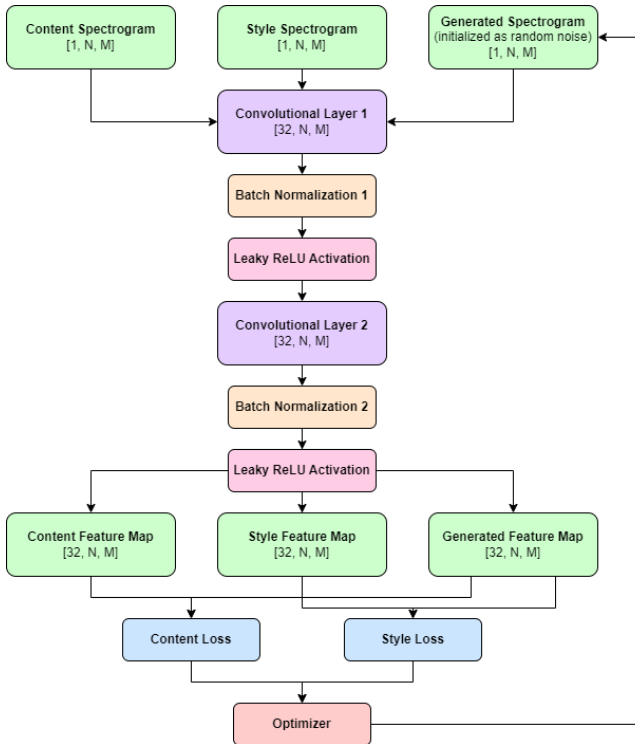 Content Spectrogram
[1, N, M]
Style Spectrogram
[1, N, M]
Generated Spectrogram
(initialized as random noise)
[1, N, M]
Convolutional Layer 1
[32, N, M]
Batch Normalization 1
Leaky ReLU Activation
Convolutional Layer 2
[32, N, M]
Batch Normalization 2
Leaky ReLU Activation
Content Feature Map
[32, N, M]
Style Feature Map
[32, N, M]
Generated Feature Map
[32, N, M]
Content Loss
Style Loss
Optimizer